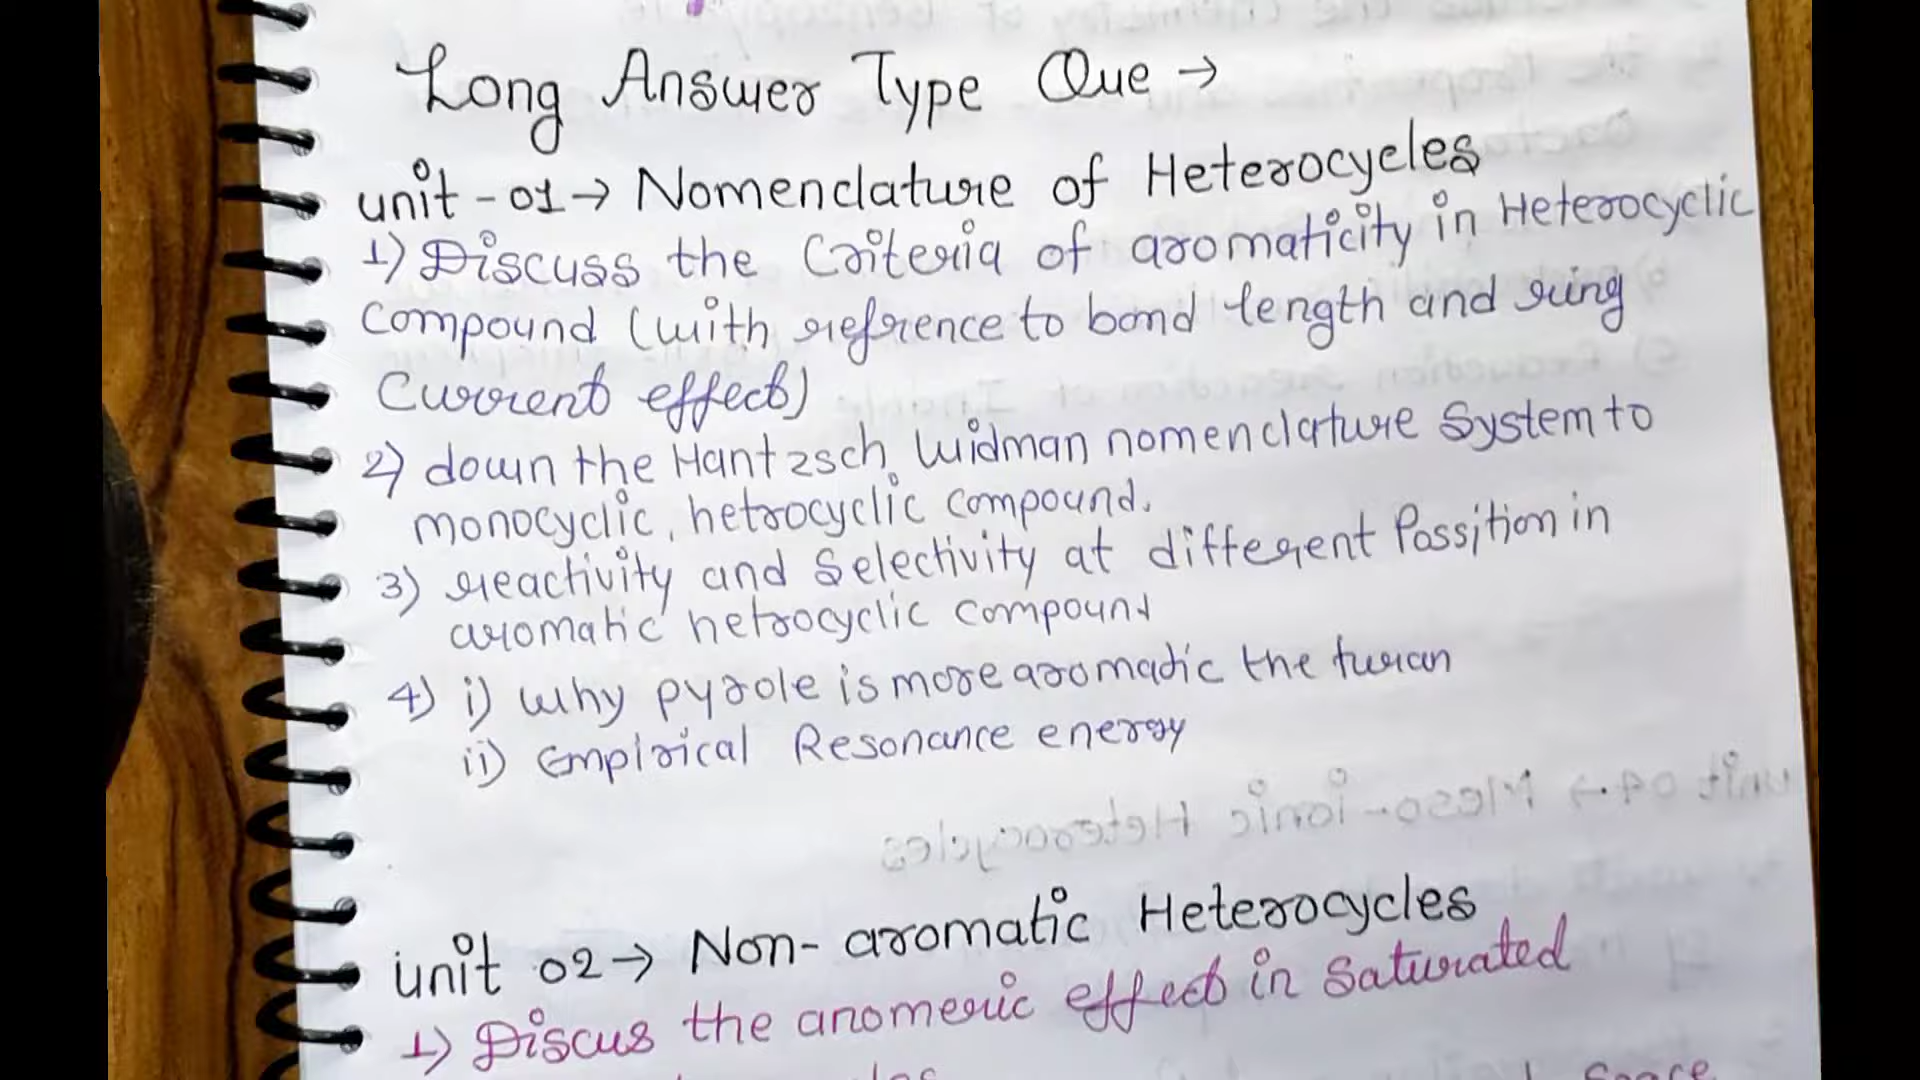 Long Answer Type Que →
unit-01→ Nomenclature of Heterocycles
1) Discuss the Criteria of aromaticity in Heterocyclic
Compound (with refrence to bond length and ring
Current effect)
2) down the Hantzsch, Widman nomenclature System to
monocyclic, hetrocyclic compound.
3) reactivity and Selectivity at different Possition in
aromatic hetrocyclic compound
4) i) Why pyrole is more aromatic the furan
ii) Empirical Resonance energy
unit 02→ Non-aromatic Heterocycles
1) Discus the anomeric effect in Saturated
Space